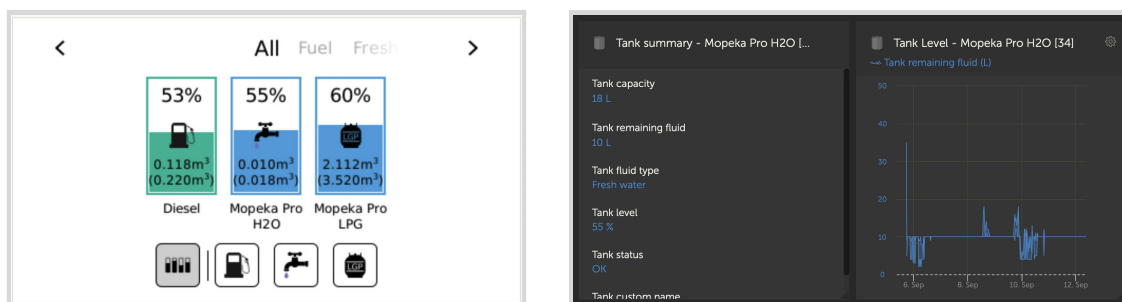 < All Fuel Fresh >
53% 55% 60%
LGP
0.118m³ 0.010m³ 2.112m³
(0.220m³) (0.018m³) (3.520m³)
Diesel Mopeka Pro Mopeka Pro
H2O LPG
LGP
Tank summary - Mopeka Pro H2O [...
Tank capacity
18 L
Tank remaining fluid
10 L
Tank fluid type
Fresh water
Tank level
55 %
Tank status
OK
Tank custom name
Tank Level - Mopeka Pro H2O [34]
Tank remaining fluid (L)
50
40
30
20
10
0
6. Sep 8. Sep 10. Sep 12. Sep